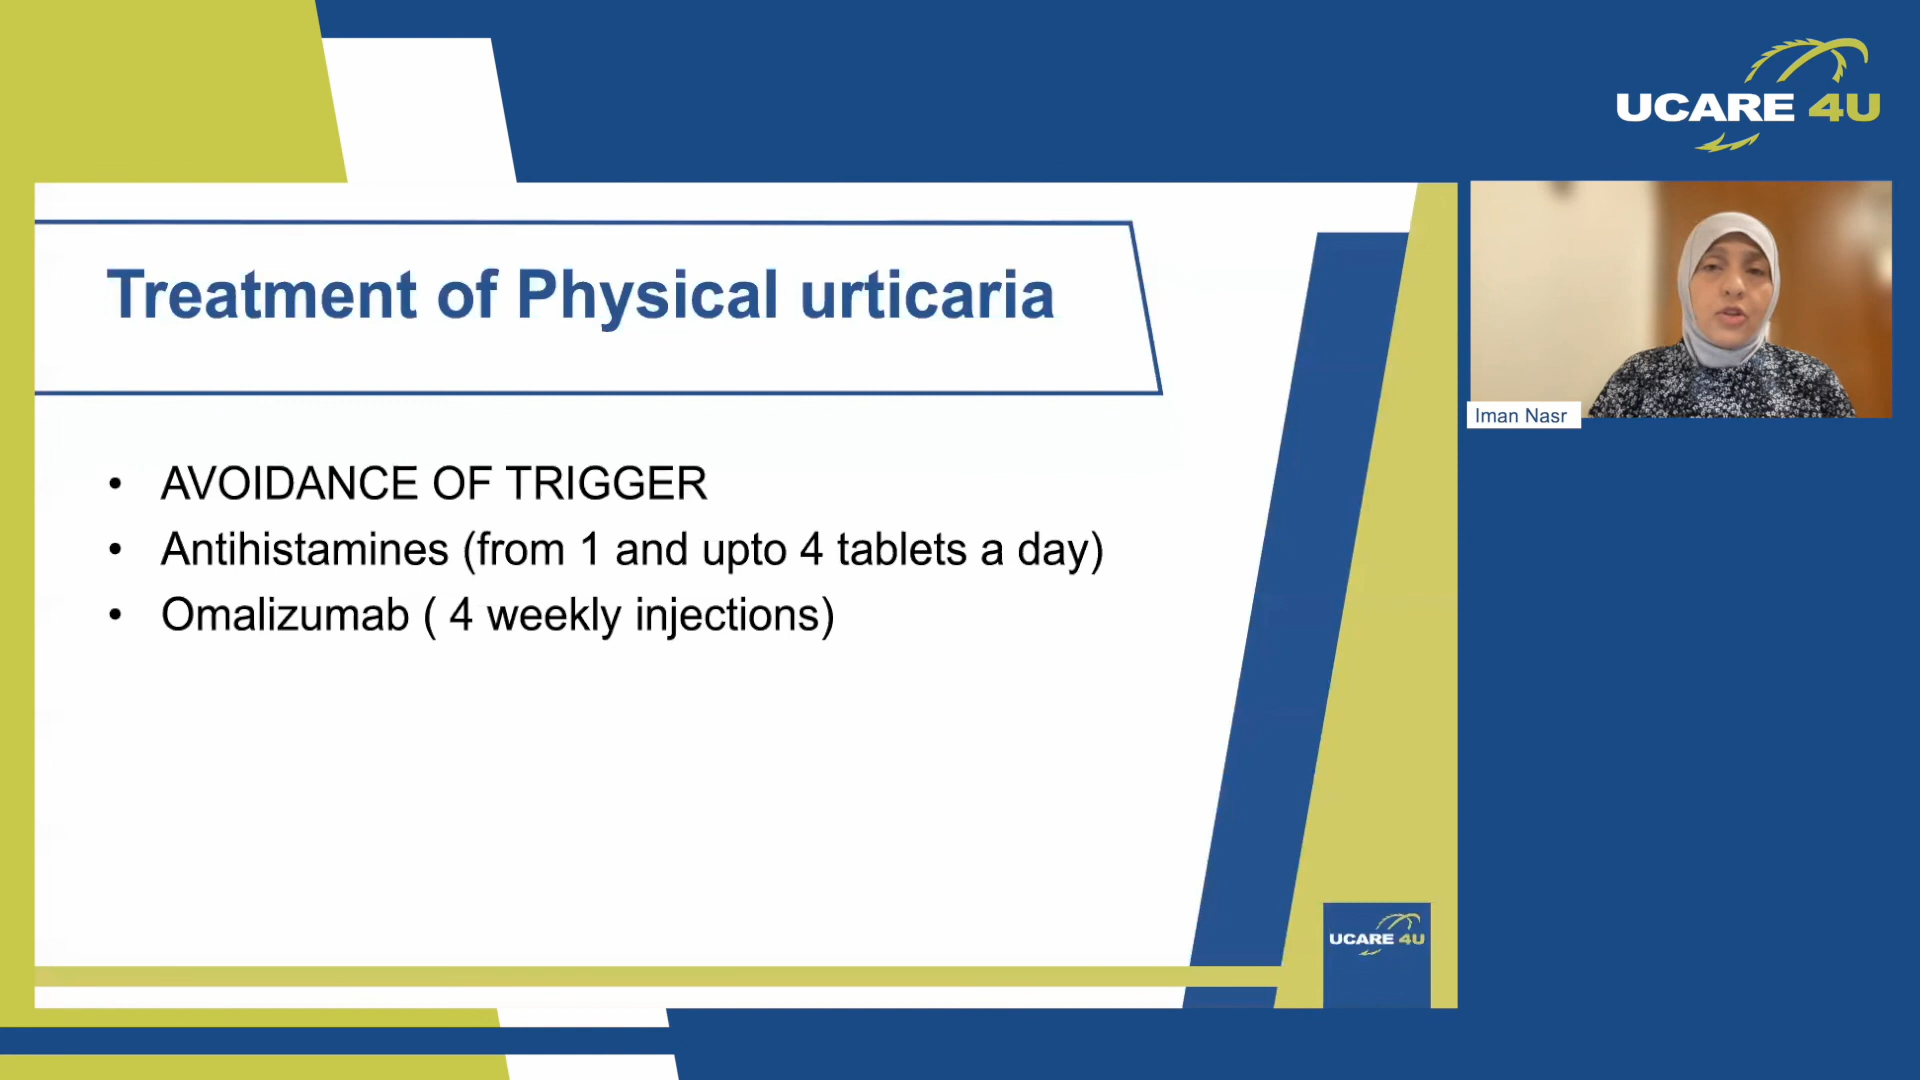 UCARE 4U
Treatment of Physical urticaria
Iman Nasr
• AVOIDANCE OF TRIGGER
• Antihistamines (from 1 and upto 4 tablets a day)
• Omalizumab ( 4 weekly injections)
UCARE 4U